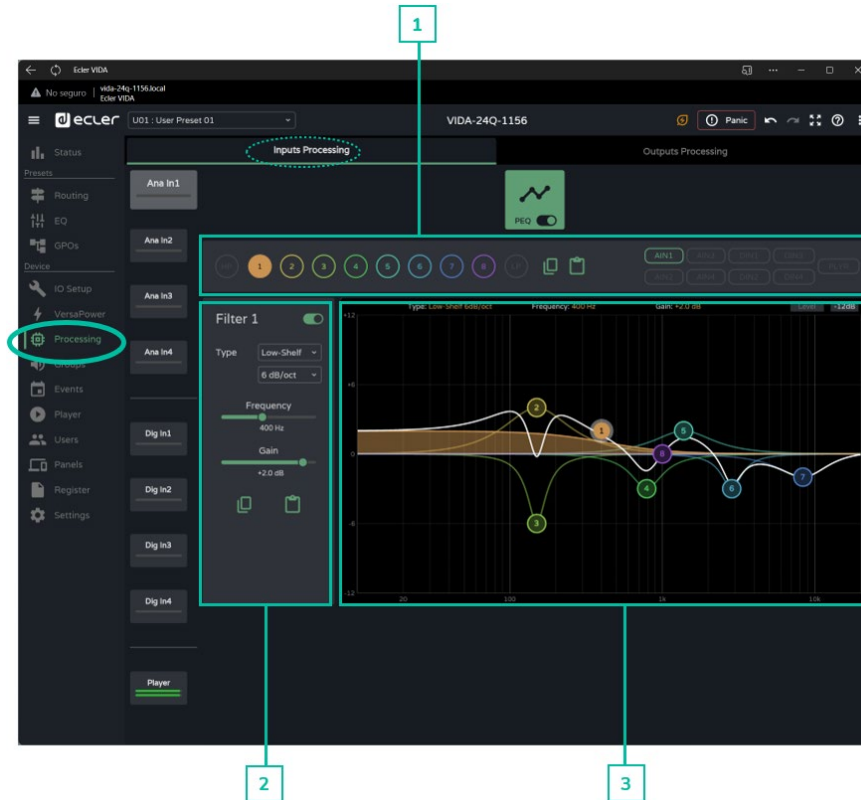 1
Ecler VIDA
No seguro
vida-24q-1156.local
Ecler VIDA
ecler
U01 : User Preset 01
VIDA-24Q-1156
Panic
Status
Inputs Processing
Outputs Processing
Presets
Routing
EQ
GPOs
Device
IO Setup
VersaPower
Processing
Groups
Events
Player
Users
Panels
Register
Settings
Ana In1
Ana In2
Ana In3
Ana In4
Dig In1
Dig In2
Dig In3
Dig In4
Player
PEQ
HP 1 2 3 4 5 6 7 8 LP
AIN1
Filter 1
Type Low-Shelf
6 dB/oct
Frequency
400 Hz
Gain
+2.0 dB
Type: Low-Shelf 6dB/oct Frequency: 400 Hz Gain: +2.0 dB Level -12dB
+12
+6
0
-6
-12
2
1
5
8
7
4
6
3
20 100 1k 10k
2 3